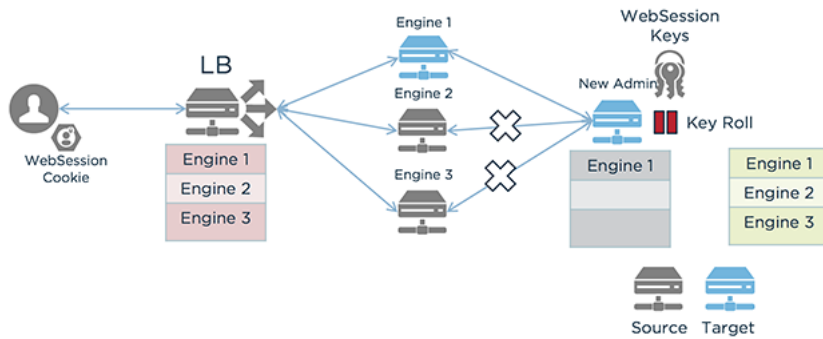 Engine 1
WebSession
Keys
LB
Engine 2
New Admin
Key Roll
WebSession
Cookie
Engine 1
Engine 2
Engine 3
Engine 3
Engine 1
Engine 1
Engine 2
Engine 3
Source
Target